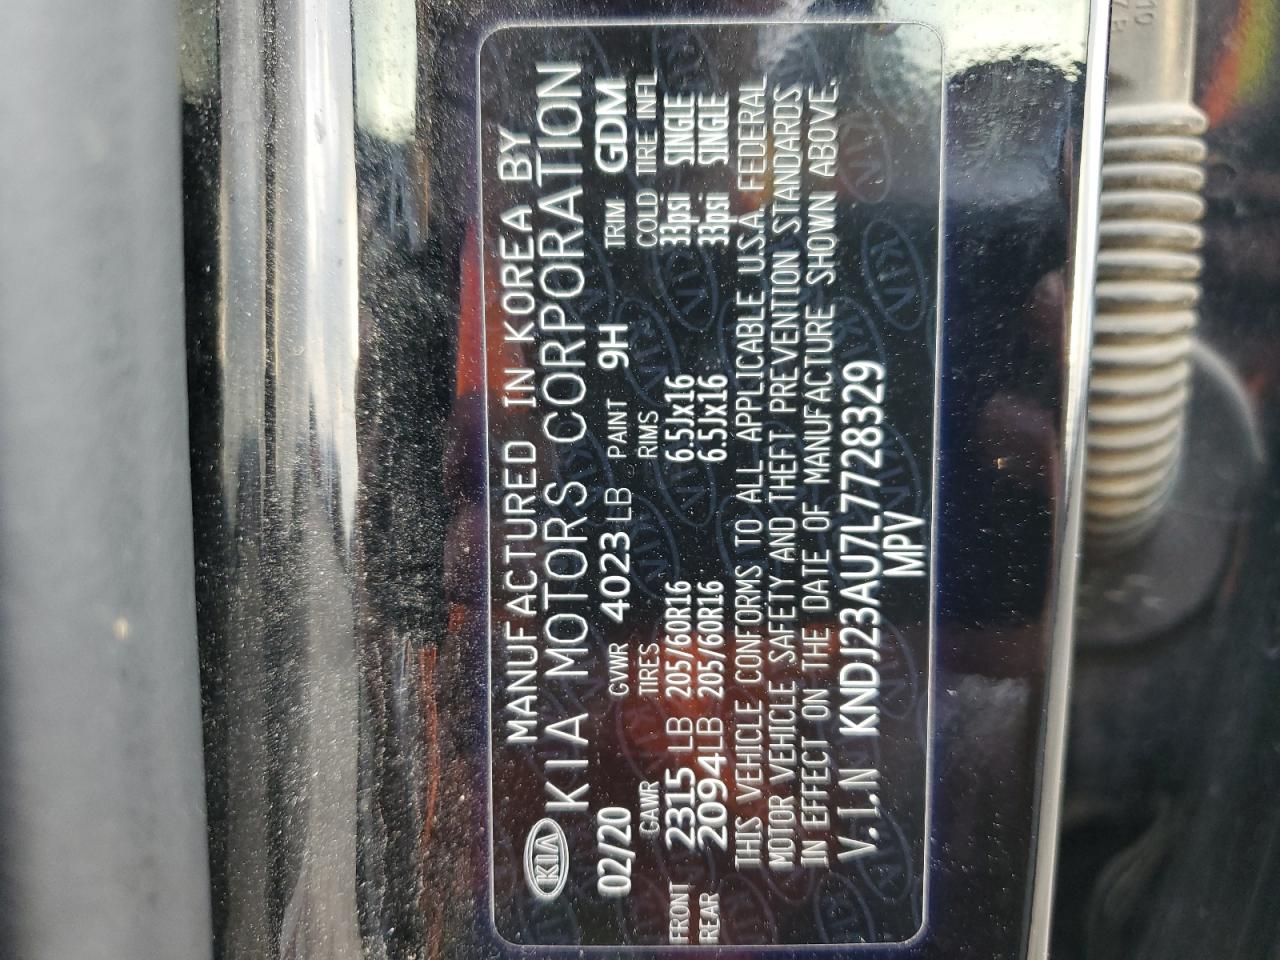 MANUFACTURED IN KOREA BY
KIA KIA MOTORS CORPORATION
02/20 GVWR 4023 LB PAINT 9H TRIM GDM
GAWR TIRES RIMS COLD TIRE INFL
FRONT 2315 LB 205/60R16 6.5JX16 33psi SINGLE
REAR 2094LB 205/60R16 6.5JX16 33psi SINGLE
THIS VEHICLE CONFORMS TO ALL APPLICABLE U.S.A. FEDERAL
MOTOR VEHICLE SAFETY AND THEFT PREVENTION STANDARDS
IN EFFECT ON THE DATE OF MANUFACTURE SHOWN ABOVE.
V.I.N KNDJ23AU7L7728329
MPV